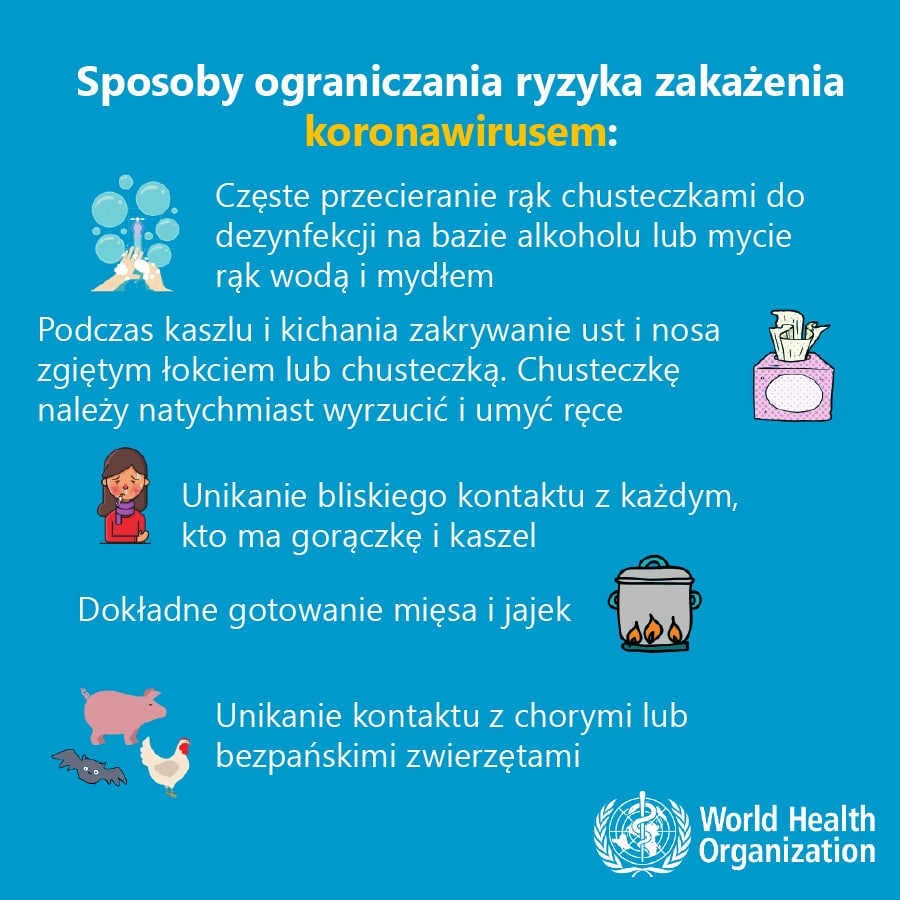 Sposoby ograniczania ryzyka zakażenia
koronawirusem:
Częste przecieranie rąk chusteczkami do
dezynfekcji na bazie alkoholu lub mycie
rąk wodą i mydłem
Podczas kaszlu i kichania zakrywanie ust i nosa
zgiętym łokciem lub chusteczką. Chusteczkę
należy natychmiast wyrzucić i umyć ręce
Unikanie bliskiego kontaktu z każdym,
kto ma gorączkę i kaszel
Dokładne gotowanie mięsa i jajek
Unikanie kontaktu z chorymi lub
bezpańskimi zwierzętami
World Health
Organization